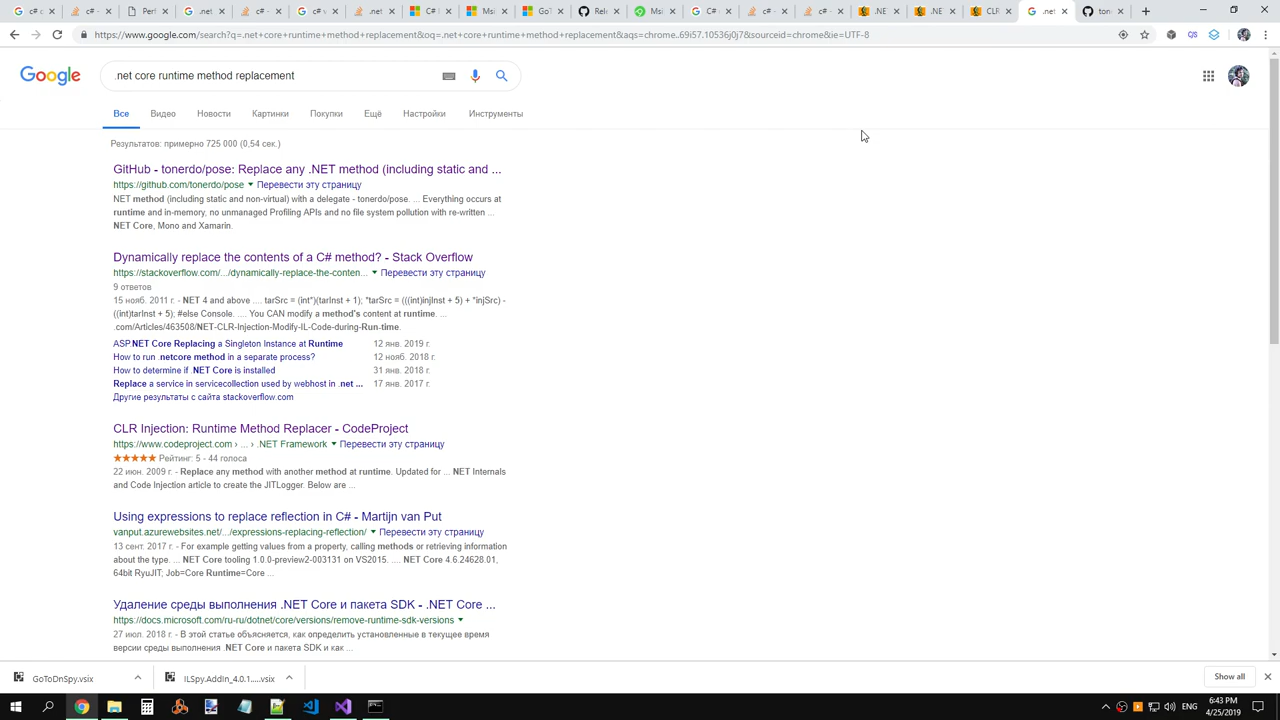 G .c
.c
Perf
G .c
.c
.c
.net
Me
G .net
Inst
GoT
Rele
Msi
G C#
.c
G .c
.c
.NE
.NE
CLR
G .ne
ton
https://www.google.com/search?q=.net+core+runtime+method+replacement&oq=.net+core+runtime+method+replacement&aqs=chrome..69i57.10536j0j7&sourceid=chrome&ie=UTF-8
Google
.net core runtime method replacement
Все Видео Новости Картинки Покупки Ещё Настройки Инструменты
Результатов: примерно 725 000 (0,54 сек.)
GitHub - tonerdo/pose: Replace any .NET method (including static and ...
https://github.com/tonerdo/pose ▼ Перевести эту страницу
NET method (including static and non-virtual) with a delegate - tonerdo/pose. ... Everything occurs at
runtime and in-memory, no unmanaged Profiling APIs and no file system pollution with re-written ...
NET Core, Mono and Xamarin.
Dynamically replace the contents of a C# method? - Stack Overflow
https://stackoverflow.com/.../dynamically-replace-the-conten... ▼ Перевести эту страницу
9 ответов
15 нояб. 2011 г. - NET 4 and above .... tarSrc = (int*)(tarInst + 1); *tarSrc = (((int)injInst + 5) + *injSrc) -
((int)tarInst + 5); #else Console. .... You CAN modify a method's content at runtime. ...
.com/Articles/463508/NET-CLR-Injection-Modify-IL-Code-during-Run-time.
ASP.NET Core Replacing a Singleton Instance at Runtime 12 янв. 2019 г.
How to run .netcore method in a separate process? 12 нояб. 2018 г.
How to determine if .NET Core is installed 31 янв. 2018 г.
Replace a service in servicecollection used by webhost in .net ... 17 янв. 2017 г.
Другие результаты с сайта stackoverflow.com
CLR Injection: Runtime Method Replacer - CodeProject
https://www.codeproject.com › ... › .NET Framework ▼ Перевести эту страницу
★★★★★ Рейтинг: 5 - 44 голоса
22 июн. 2009 г. - Replace any method with another method at runtime. Updated for ... NET Internals
and Code Injection article to create the JITLogger. Below are ...
Using expressions to replace reflection in C# - Martijn van Put
vanput.azurewebsites.net/.../expressions-replacing-reflection/ ▼ Перевести эту страницу
13 сент. 2017 г. - For example getting values from a property, calling methods or retrieving information
about the type. ... NET Core tooling 1.0.0-preview2-003131 on VS2015. .... NET Core 4.6.24628.01,
64bit RyuJIT; Job=Core Runtime=Core ...
Удаление среды выполнения .NET Core и пакета SDK - .NET Core ...
https://docs.microsoft.com/ru-ru/dotnet/core/versions/remove-runtime-sdk-versions ▼
27 июл. 2018 г. - В этой статье объясняется, как определить установленные в текущее время
версии среды выполнения .NET Core и пакета SDK и как ...
GoToDnSpy.vsix
ILSpy.AddIn_4.0.1.....vsix
Show all
ENG
6:43 PM
4/25/2019